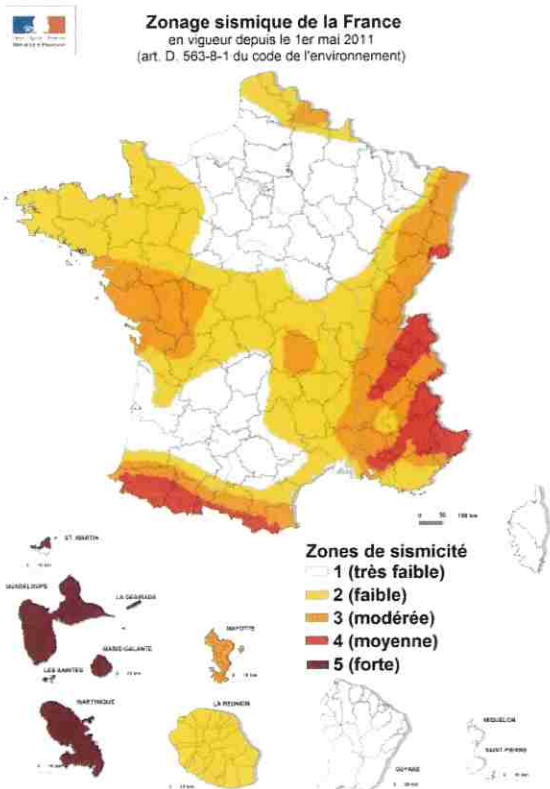 Zonage sismique de la France
en vigueur depuis le 1er mai 2011
(art. D. 563-8-1 du code de l'environnement)
0 50 100 km
ST. MARTIN
GUADELOUPE
LA DESIRADE
MARIE-GALANTE
LES SAINTES
MAYOTTE
MARTINIQUE
LA REUNION
Zones de sismicité
1 (très faible)
2 (faible)
3 (modérée)
4 (moyenne)
5 (forte)
GUYANE
MIQUELON
SAINT-PIERRE